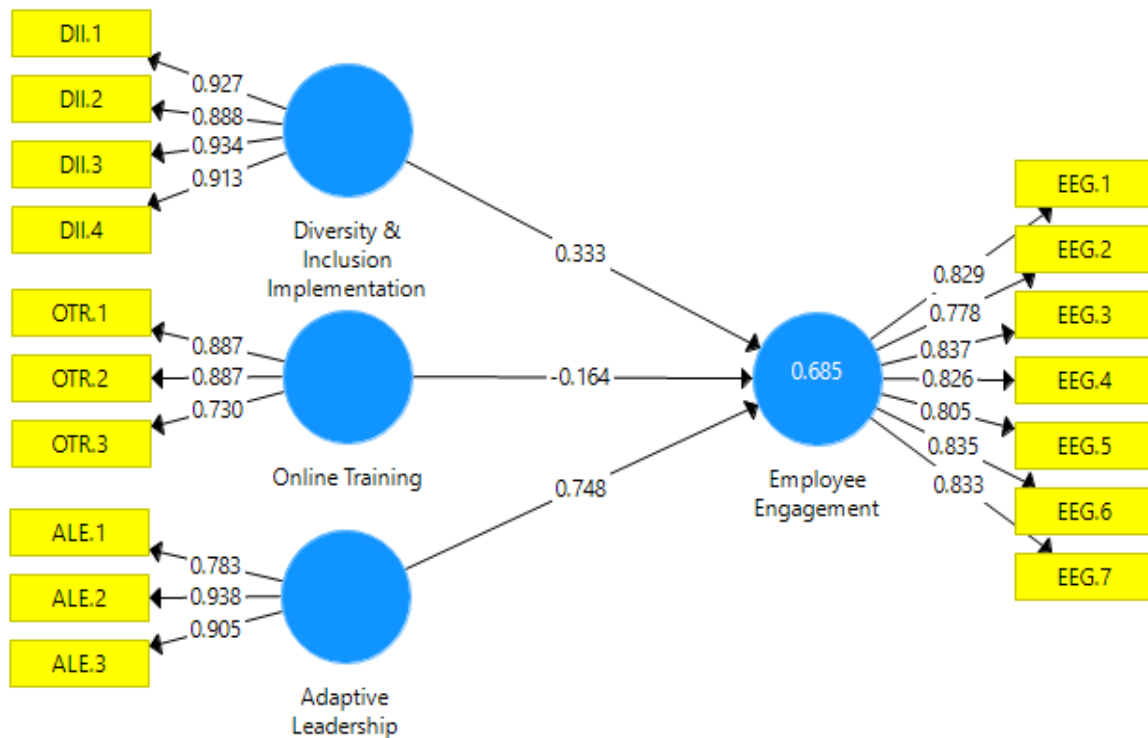 DII.1
0.927
DII.2
0.888
DII.3
0.934
DII.4
0.913
Diversity &
Inclusion
Implementation
0.333
OTR.1
0.887
OTR.2
0.887
OTR.3
0.730
Online Training
-0.164
ALE.1
0.783
ALE.2
0.938
ALE.3
0.905
Adaptive
Leadership
0.748
0.685
Employee
Engagement
EEG.1
0.829
EEG.2
0.778
EEG.3
0.837
EEG.4
0.826
EEG.5
0.805
EEG.6
0.835
EEG.7
0.833